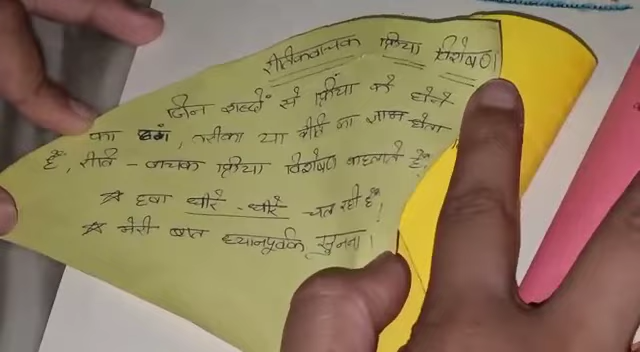 रीतिवाचक क्रिया विशेषण।
जिन शब्दों से क्रिया के होने
का ढंग, तरीका या रीति का ज्ञान होता
है, रीति - वाचक क्रिया विशेषण कहलाते हैं।
☆ हवा धीरे - धीरे चल रही है।
☆ मेरी बात ध्यानपूर्वक सुनना।